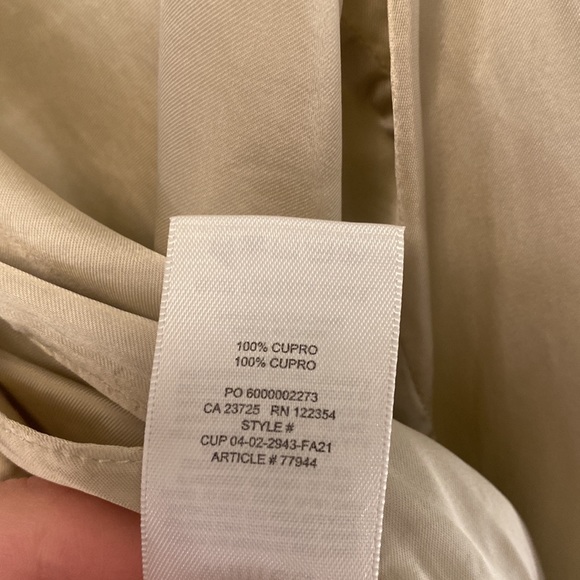 100% CUPRO
100% CUPRO
PO 6000002273
CA 23725 RN 122354
STYLE #
CUP 04-02-2943-FA21
ARTICLE # 77944